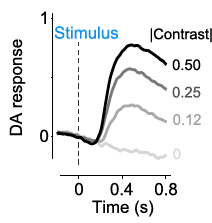 1
Stimulus
|Contrast|
DA response
0.50
0.25
0.12
0
0
0 0.4 0.8
Time (s)